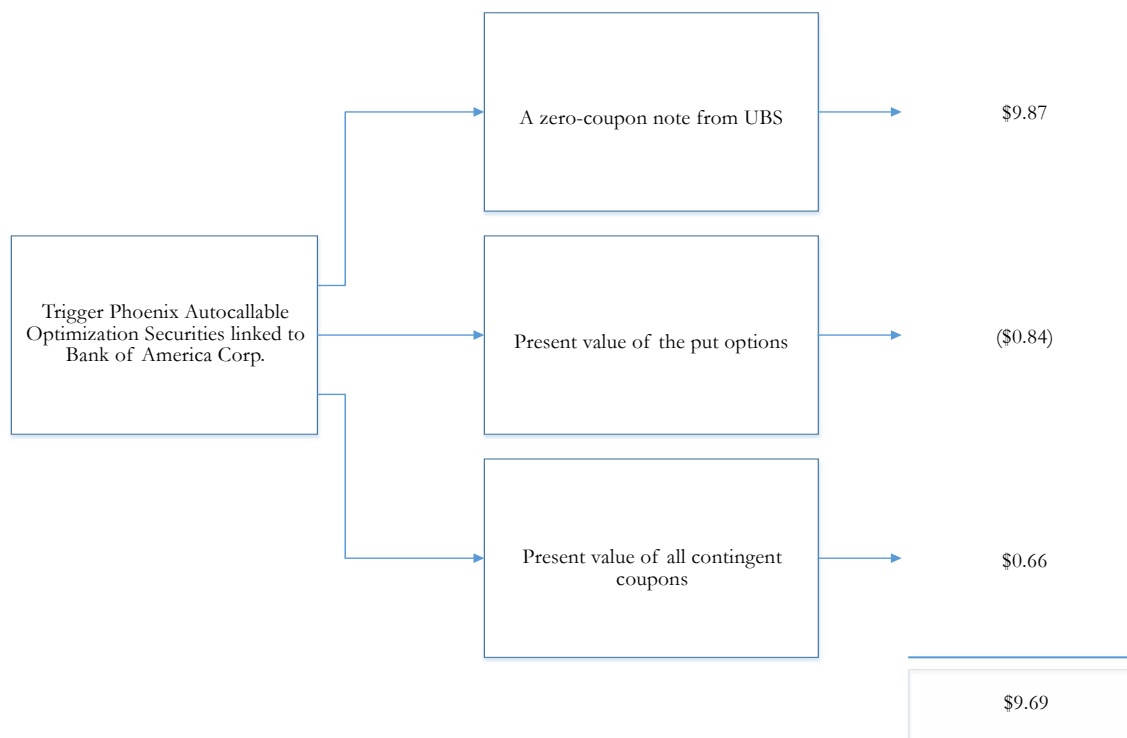 A zero-coupon note from UBS
$9.87
Trigger Phoenix Autocallable
Optimization Securities linked to
Bank of America Corp.
Present value of the put options
($0.84)
Present value of all contingent
coupons
$0.66
$9.69